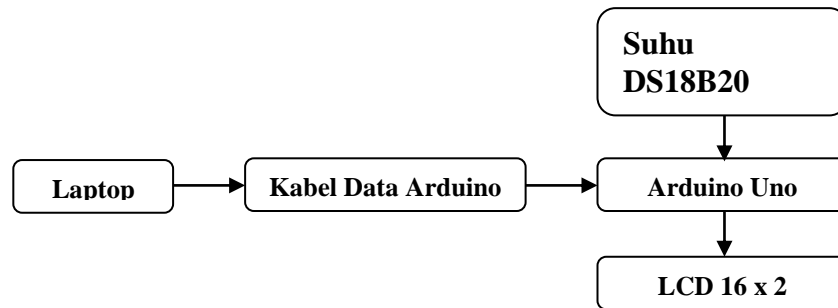 Suhu
DS18B20
Laptop
Kabel Data Arduino
Arduino Uno
LCD 16 x 2